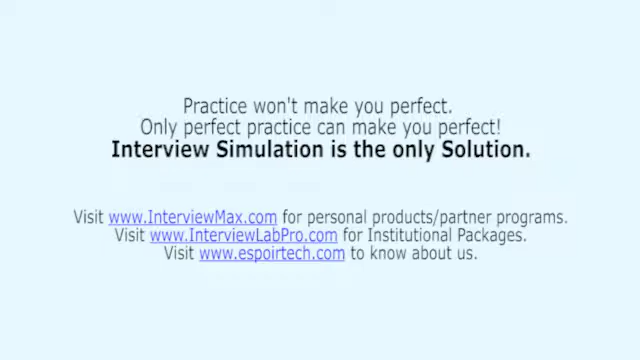 Practice won't make you perfect.
Only perfect practice can make you perfect!
Interview Simulation is the only Solution.
Visit www.InterviewMax.com for personal products/partner programs.
Visit www.InterviewLabPro.com for Institutional Packages.
Visit www.espoirtech.com to know about us.